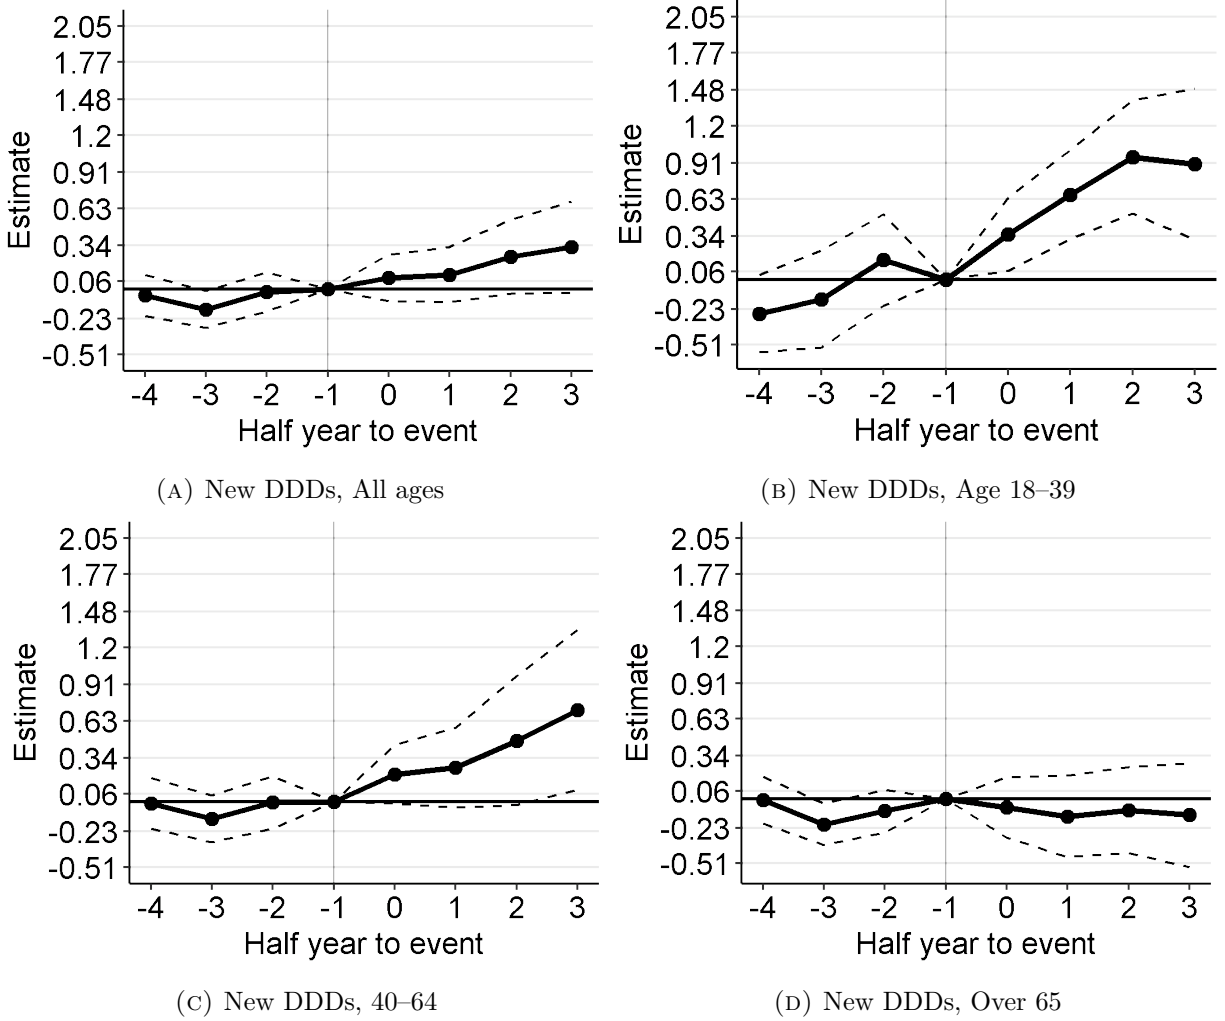 2.05
1.77
1.48
1.2
0.91
0.63
0.34
0.06
-0.23
-0.51
Estimate
-4 -3 -2 -1 0 1 2 3
Half year to event
(A) New DDDs, All ages
2.05
1.77
1.48
1.2
0.91
0.63
0.34
0.06
-0.23
-0.51
Estimate
-4 -3 -2 -1 0 1 2 3
Half year to event
(B) New DDDs, Age 18–39
2.05
1.77
1.48
1.2
0.91
0.63
0.34
0.06
-0.23
-0.51
Estimate
-4 -3 -2 -1 0 1 2 3
Half year to event
(C) New DDDs, 40–64
2.05
1.77
1.48
1.2
0.91
0.63
0.34
0.06
-0.23
-0.51
Estimate
-4 -3 -2 -1 0 1 2 3
Half year to event
(D) New DDDs, Over 65